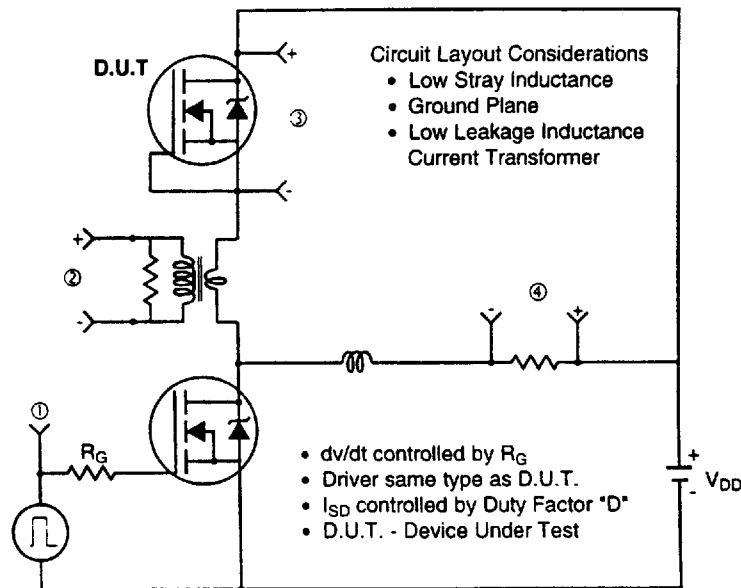 D.U.T
+
③
-
Circuit Layout Considerations
• Low Stray Inductance
• Ground Plane
• Low Leakage Inductance
Current Transformer
+
②
-
④
- +
①
R_G
• dv/dt controlled by R_G
• Driver same type as D.U.T.
• I_SD controlled by Duty Factor "D"
• D.U.T. - Device Under Test
+
V_DD
-